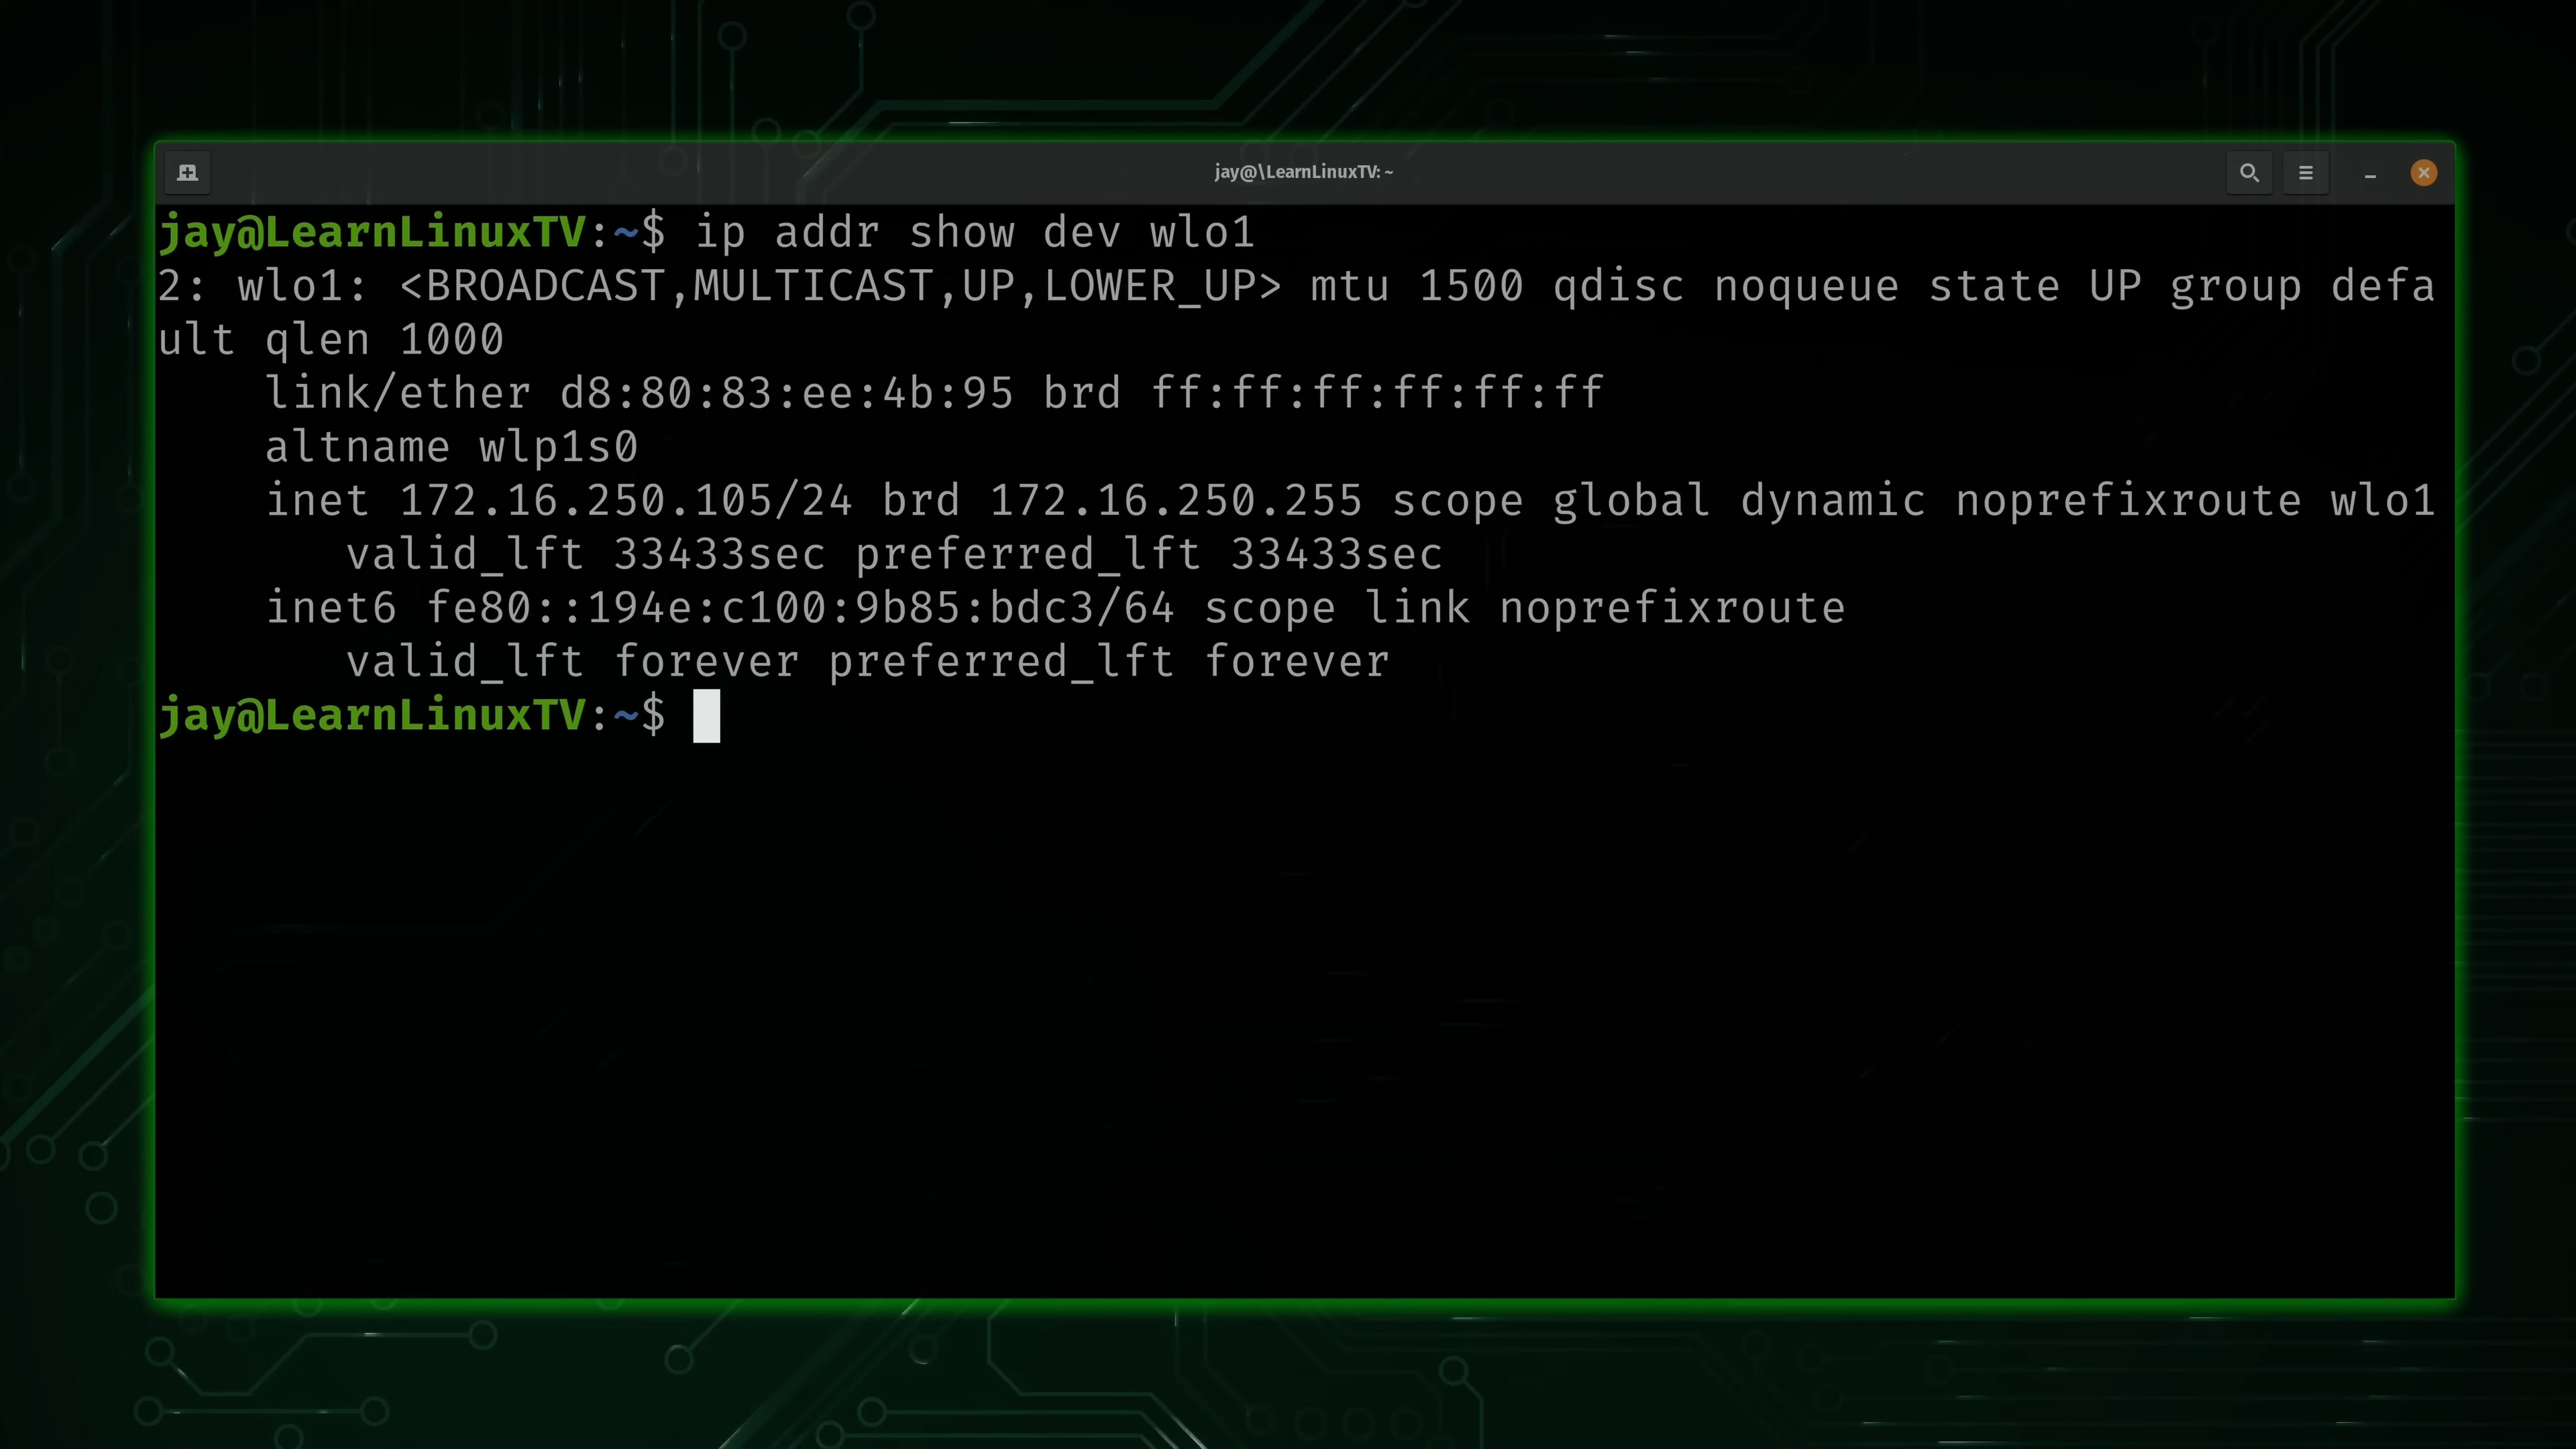 jay@\LearnLinuxTV: ~
jay@LearnLinuxTV:~$ ip addr show dev wlo1
2: wlo1: <BROADCAST,MULTICAST,UP,LOWER_UP> mtu 1500 qdisc noqueue state UP group defa
ult qlen 1000
    link/ether d8:80:83:ee:4b:95 brd ff:ff:ff:ff:ff:ff
    altname wlp1s0
    inet 172.16.250.105/24 brd 172.16.250.255 scope global dynamic noprefixroute wlo1
       valid_lft 33433sec preferred_lft 33433sec
    inet6 fe80::194e:c100:9b85:bdc3/64 scope link noprefixroute
       valid_lft forever preferred_lft forever
jay@LearnLinuxTV:~$